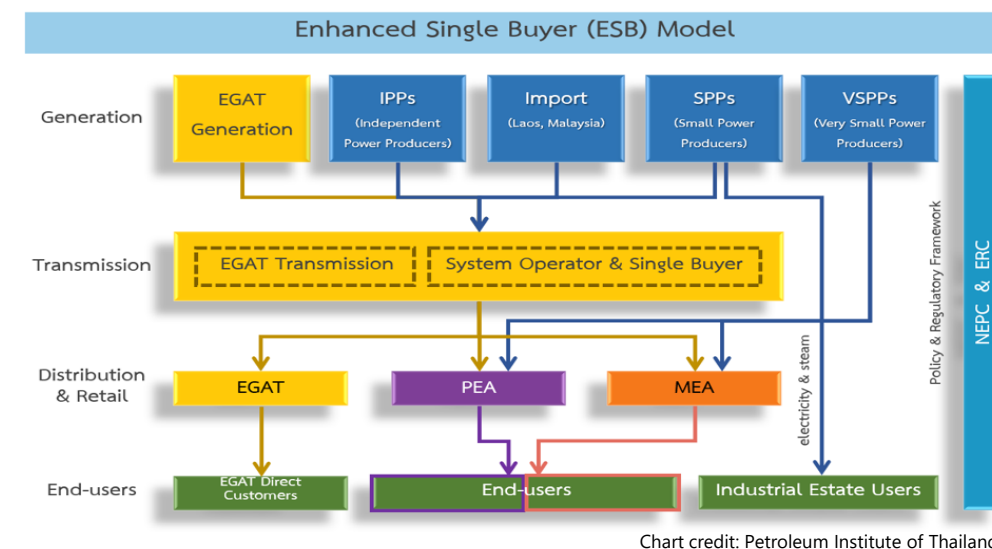 Enhanced Single Buyer (ESB) Model
Generation
EGAT
Generation
IPPs
(Independent
Power Producers)
Import
(Laos, Malaysia)
SPPs
(Small Power
Producers)
VSPPs
(Very Small Power
Producers)
Transmission
EGAT Transmission
System Operator & Single Buyer
Policy & Regulatory Framework
NEPC & ERC
Distribution
& Retail
EGAT
PEA
MEA
electricity & steam
End-users
EGAT Direct
Customers
End-users
Industrial Estate Users
Chart credit: Petroleum Institute of Thailand